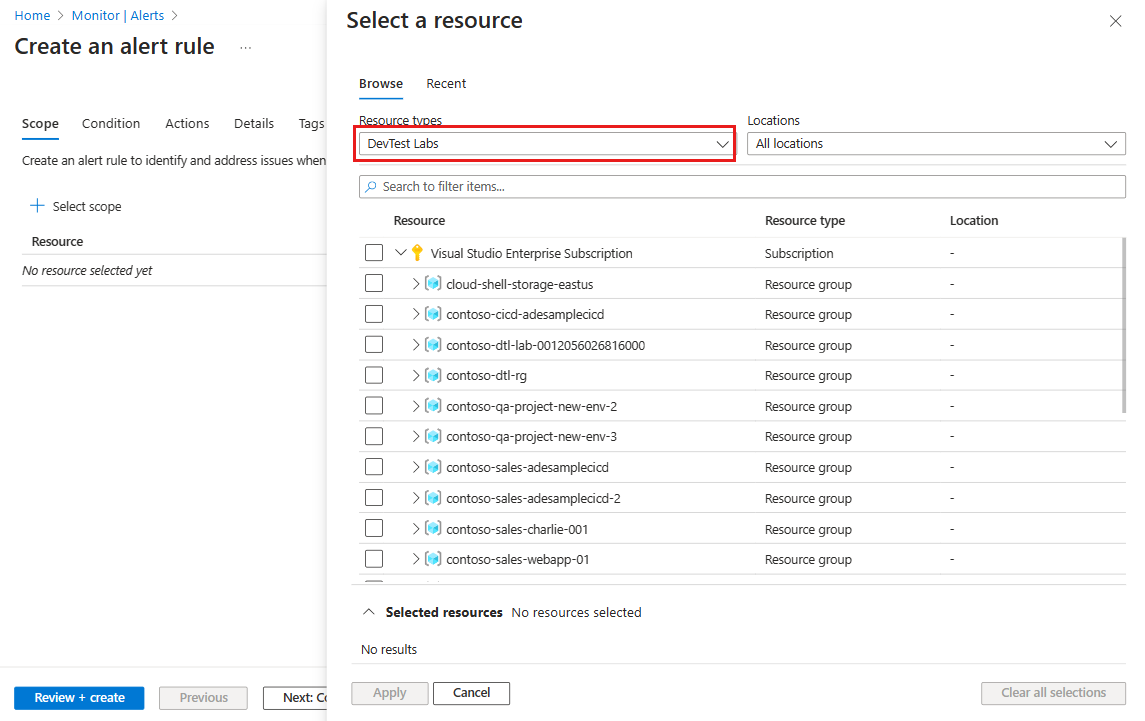 Home > Monitor | Alerts >
Create an alert rule ...
Scope Condition Actions Details Tags
Create an alert rule to identify and address issues when
+ Select scope
Resource
No resource selected yet
Review + create Previous Next: Co
Select a resource
Browse Recent
Resource types Locations
DevTest Labs All locations
Search to filter items...
Resource Resource type Location
Visual Studio Enterprise Subscription Subscription -
cloud-shell-storage-eastus Resource group -
contoso-cicd-adesamplecicd Resource group -
contoso-dtl-lab-0012056026816000 Resource group -
contoso-dtl-rg Resource group -
contoso-qa-project-new-env-2 Resource group -
contoso-qa-project-new-env-3 Resource group -
contoso-sales-adesamplecicd Resource group -
contoso-sales-adesamplecicd-2 Resource group -
contoso-sales-charlie-001 Resource group -
contoso-sales-webapp-01 Resource group -
Selected resources No resources selected
No results
Apply Cancel Clear all selections